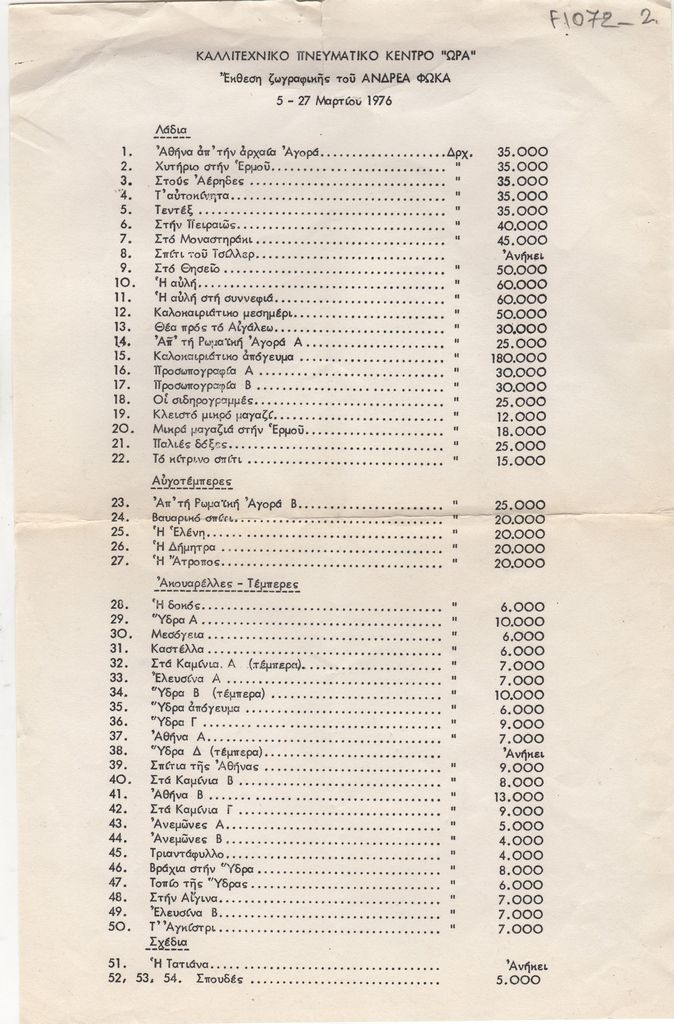 F1072_2
ΚΑΛΛΙΤΕΧΝΙΚΟ ΠΝΕΥΜΑΤΙΚΟ ΚΕΝΤΡΟ "ΩΡΑ"
Ἔκθεση ζωγραφικῆς τοῦ ΑΝΔΡΕΑ ΦΩΚΑ
5 - 27 Μαρτίου 1976
Λάδια
1. Ἀθήνα ἀπ' τήν ἀρχαία Ἀγορά.....................Δρχ. 35.000
2. Χυτήριο στήν Ἑρμοῦ............................. " 35.000
3. Στούς Ἀέρηδες ................................. " 35.000
4. Τ' αὐτοκίνητα.................................... " 35.000
5. Τεντέξ .......................................... " 35.000
6. Στήν Πειραιῶς ................................. " 40.000
7. Στό Μοναστηράκι ............................... " 45.000
8. Σπίτι τοῦ Τσίλλερ................................ Ἀνήκει
9. Στό Θησεῖο ..................................... " 50.000
10. Ἡ αὐλή ......................................... " 60.000
11. Ἡ αὐλή στή συννεφιά............................. " 60.000
12. Καλοκαιριάτικο μεσημέρι......................... " 50.000
13. Θέα πρός τό Αἰγάλεω............................. " 30.000
14. Ἀπ' τή Ρωμαϊκή Ἀγορά Α ......................... " 25.000
15. Καλοκαιριάτικο ἀπόγευμα ........................ " 180.000
16. Προσωπογραφία Α ................................ " 30.000
17. Προσωπογραφία Β ................................ " 30.000
18. Οἱ σιδηρογραμμές................................ " 25.000
19. Κλειστό μικρό μαγαζί............................ " 12.000
20. Μικρά μαγαζιά στήν Ἑρμοῦ........................ " 18.000
21. Παλιές δόξες.................................... " 25.000
22. Τό κίτρινο σπίτι ............................... " 15.000
Αὐγοτέμπερες
23. Ἀπ' τή Ρωμαϊκή Ἀγορά Β.......................... " 25.000
24. Βαυαρικό σπίτι.................................. " 20.000
25. Ἡ Ἑλένη......................................... " 20.000
26. Ἡ Δήμητρα ...................................... " 20.000
27. Ἡ Ἄτροπος....................................... " 20.000
Ἀκουαρέλλες - Τέμπερες
28. Ἡ δοκός......................................... " 6.000
29. Ὕδρα Α ......................................... " 10.000
30. Μεσόγεια ....................................... " 6.000
31. Καστέλλα ....................................... " 6.000
32. Στά Καμίνια. Α (τέμπερα)........................ " 7.000
33. Ἐλευσίνα Α ..................................... " 7.000
34. Ὕδρα Β (τέμπερα) ............................... " 10.000
35. Ὕδρα ἀπόγευμα .................................. " 6.000
36. Ὕδρα Γ ......................................... " 9.000
37. Ἀθήνα Α......................................... " 7.000
38. Ὕδρα Δ (τέμπερα)................................ Ἀνήκει
39. Σπίτια τῆς Ἀθήνας .............................. " 9.000
40. Στά Καμίνια Β .................................. " 8.000
41. Ἀθήνα Β ........................................ " 13.000
42. Στά Καμίνια Γ .................................. " 9.000
43. Ἀνεμῶνες Α...................................... " 5.000
44. Ἀνεμῶνες Β ..................................... " 4.000
45. Τριαντάφυλλο.................................... " 4.000
46. Βράχια στήν Ὕδρα ............................... " 8.000
47. Τοπίο τῆς Ὕδρας ................................ " 6.000
48. Στήν Αἴγινα..................................... " 7.000
49. Ἐλευσίνα Β...................................... " 7.000
50. Τ' Ἀγκίστρι .................................... " 7.000
Σχέδια
51. Ἡ Τατιάνα....................................... Ἀνήκει
52, 53, 54. Σπουδές ................................ 5.000